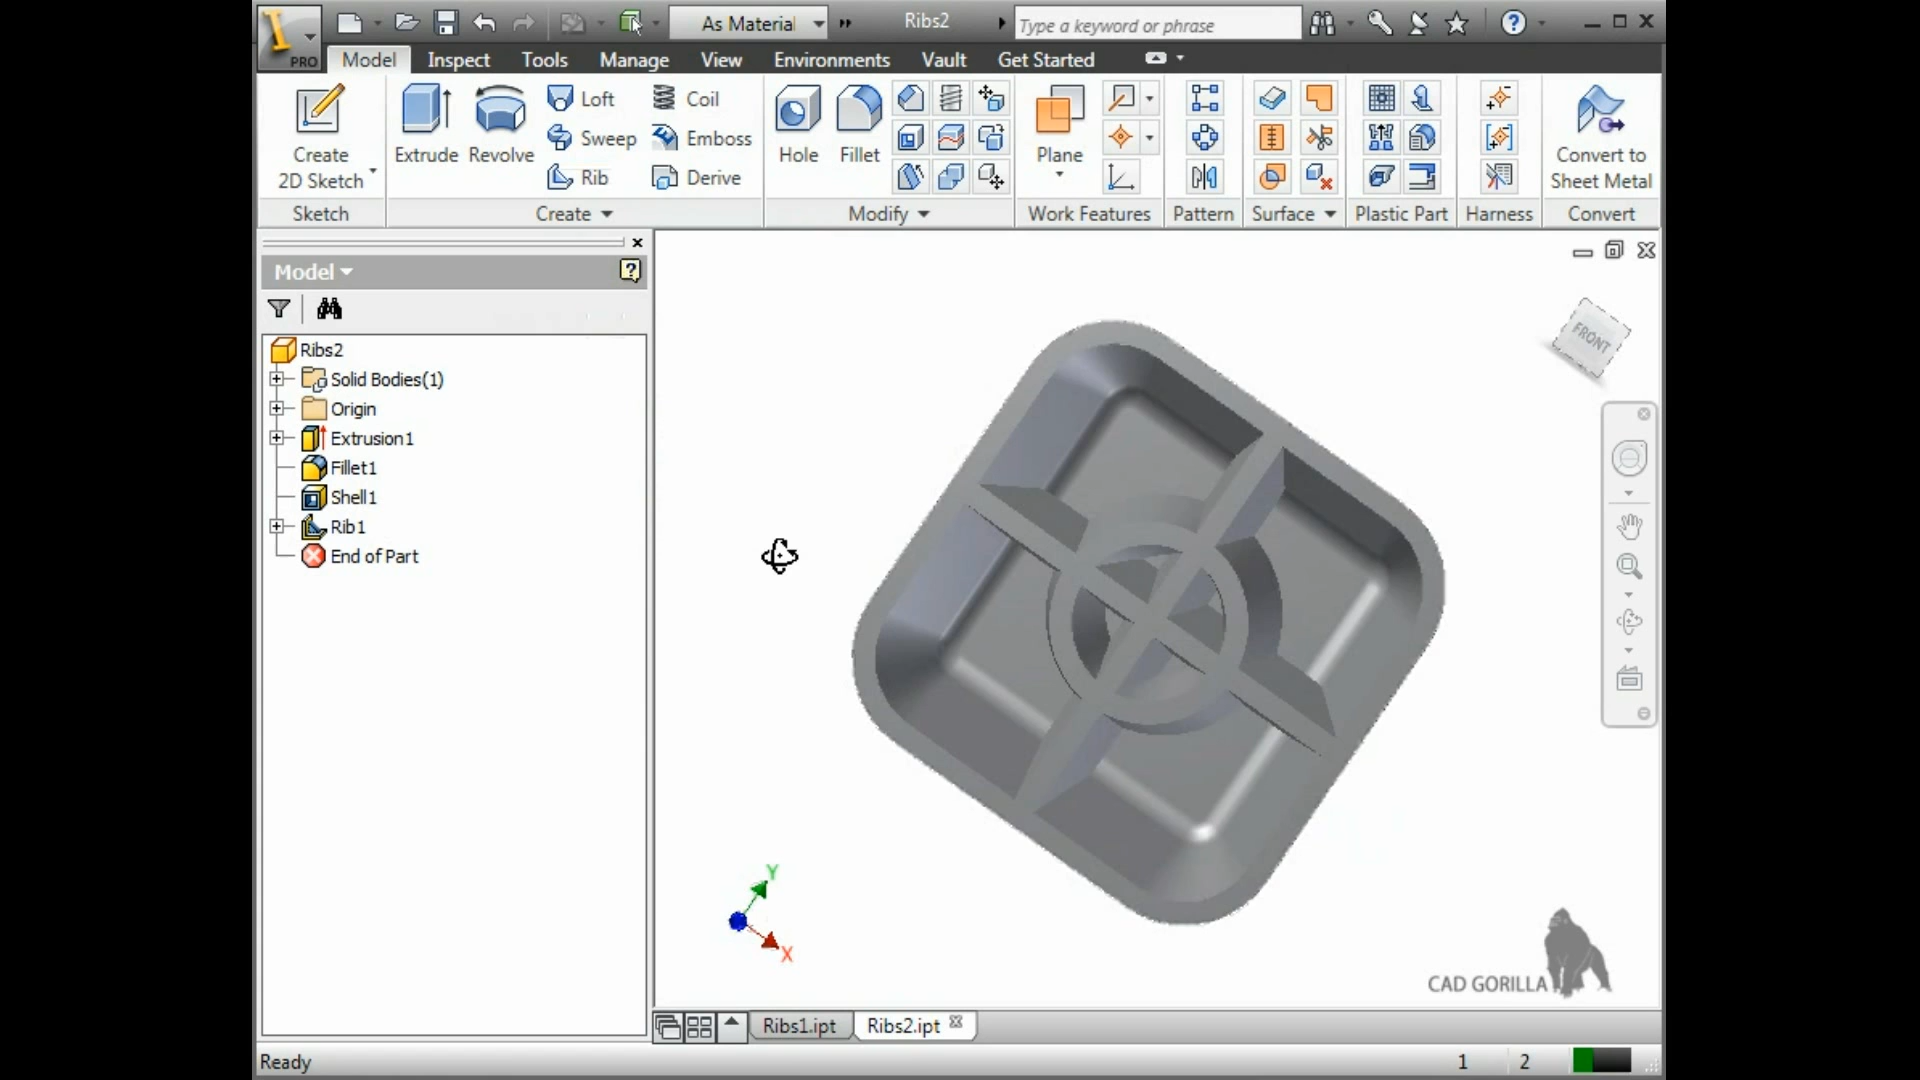 As Material
Ribs2
Type a keyword or phrase
PRO
Model Inspect Tools Manage View Environments Vault Get Started
Create
2D Sketch
Sketch
Extrude
Revolve
Loft
Sweep
Rib
Coil
Emboss
Derive
Create
Hole
Fillet
Modify
Plane
Work Features
Pattern
Surface
Plastic Part
Harness
Convert to
Sheet Metal
Convert
Model
Ribs2
Solid Bodies(1)
Origin
Extrusion1
Fillet1
Shell1
Rib1
End of Part
FRONT
Y
X
CAD GORILLA
Ribs1.ipt
Ribs2.ipt
Ready
1 2